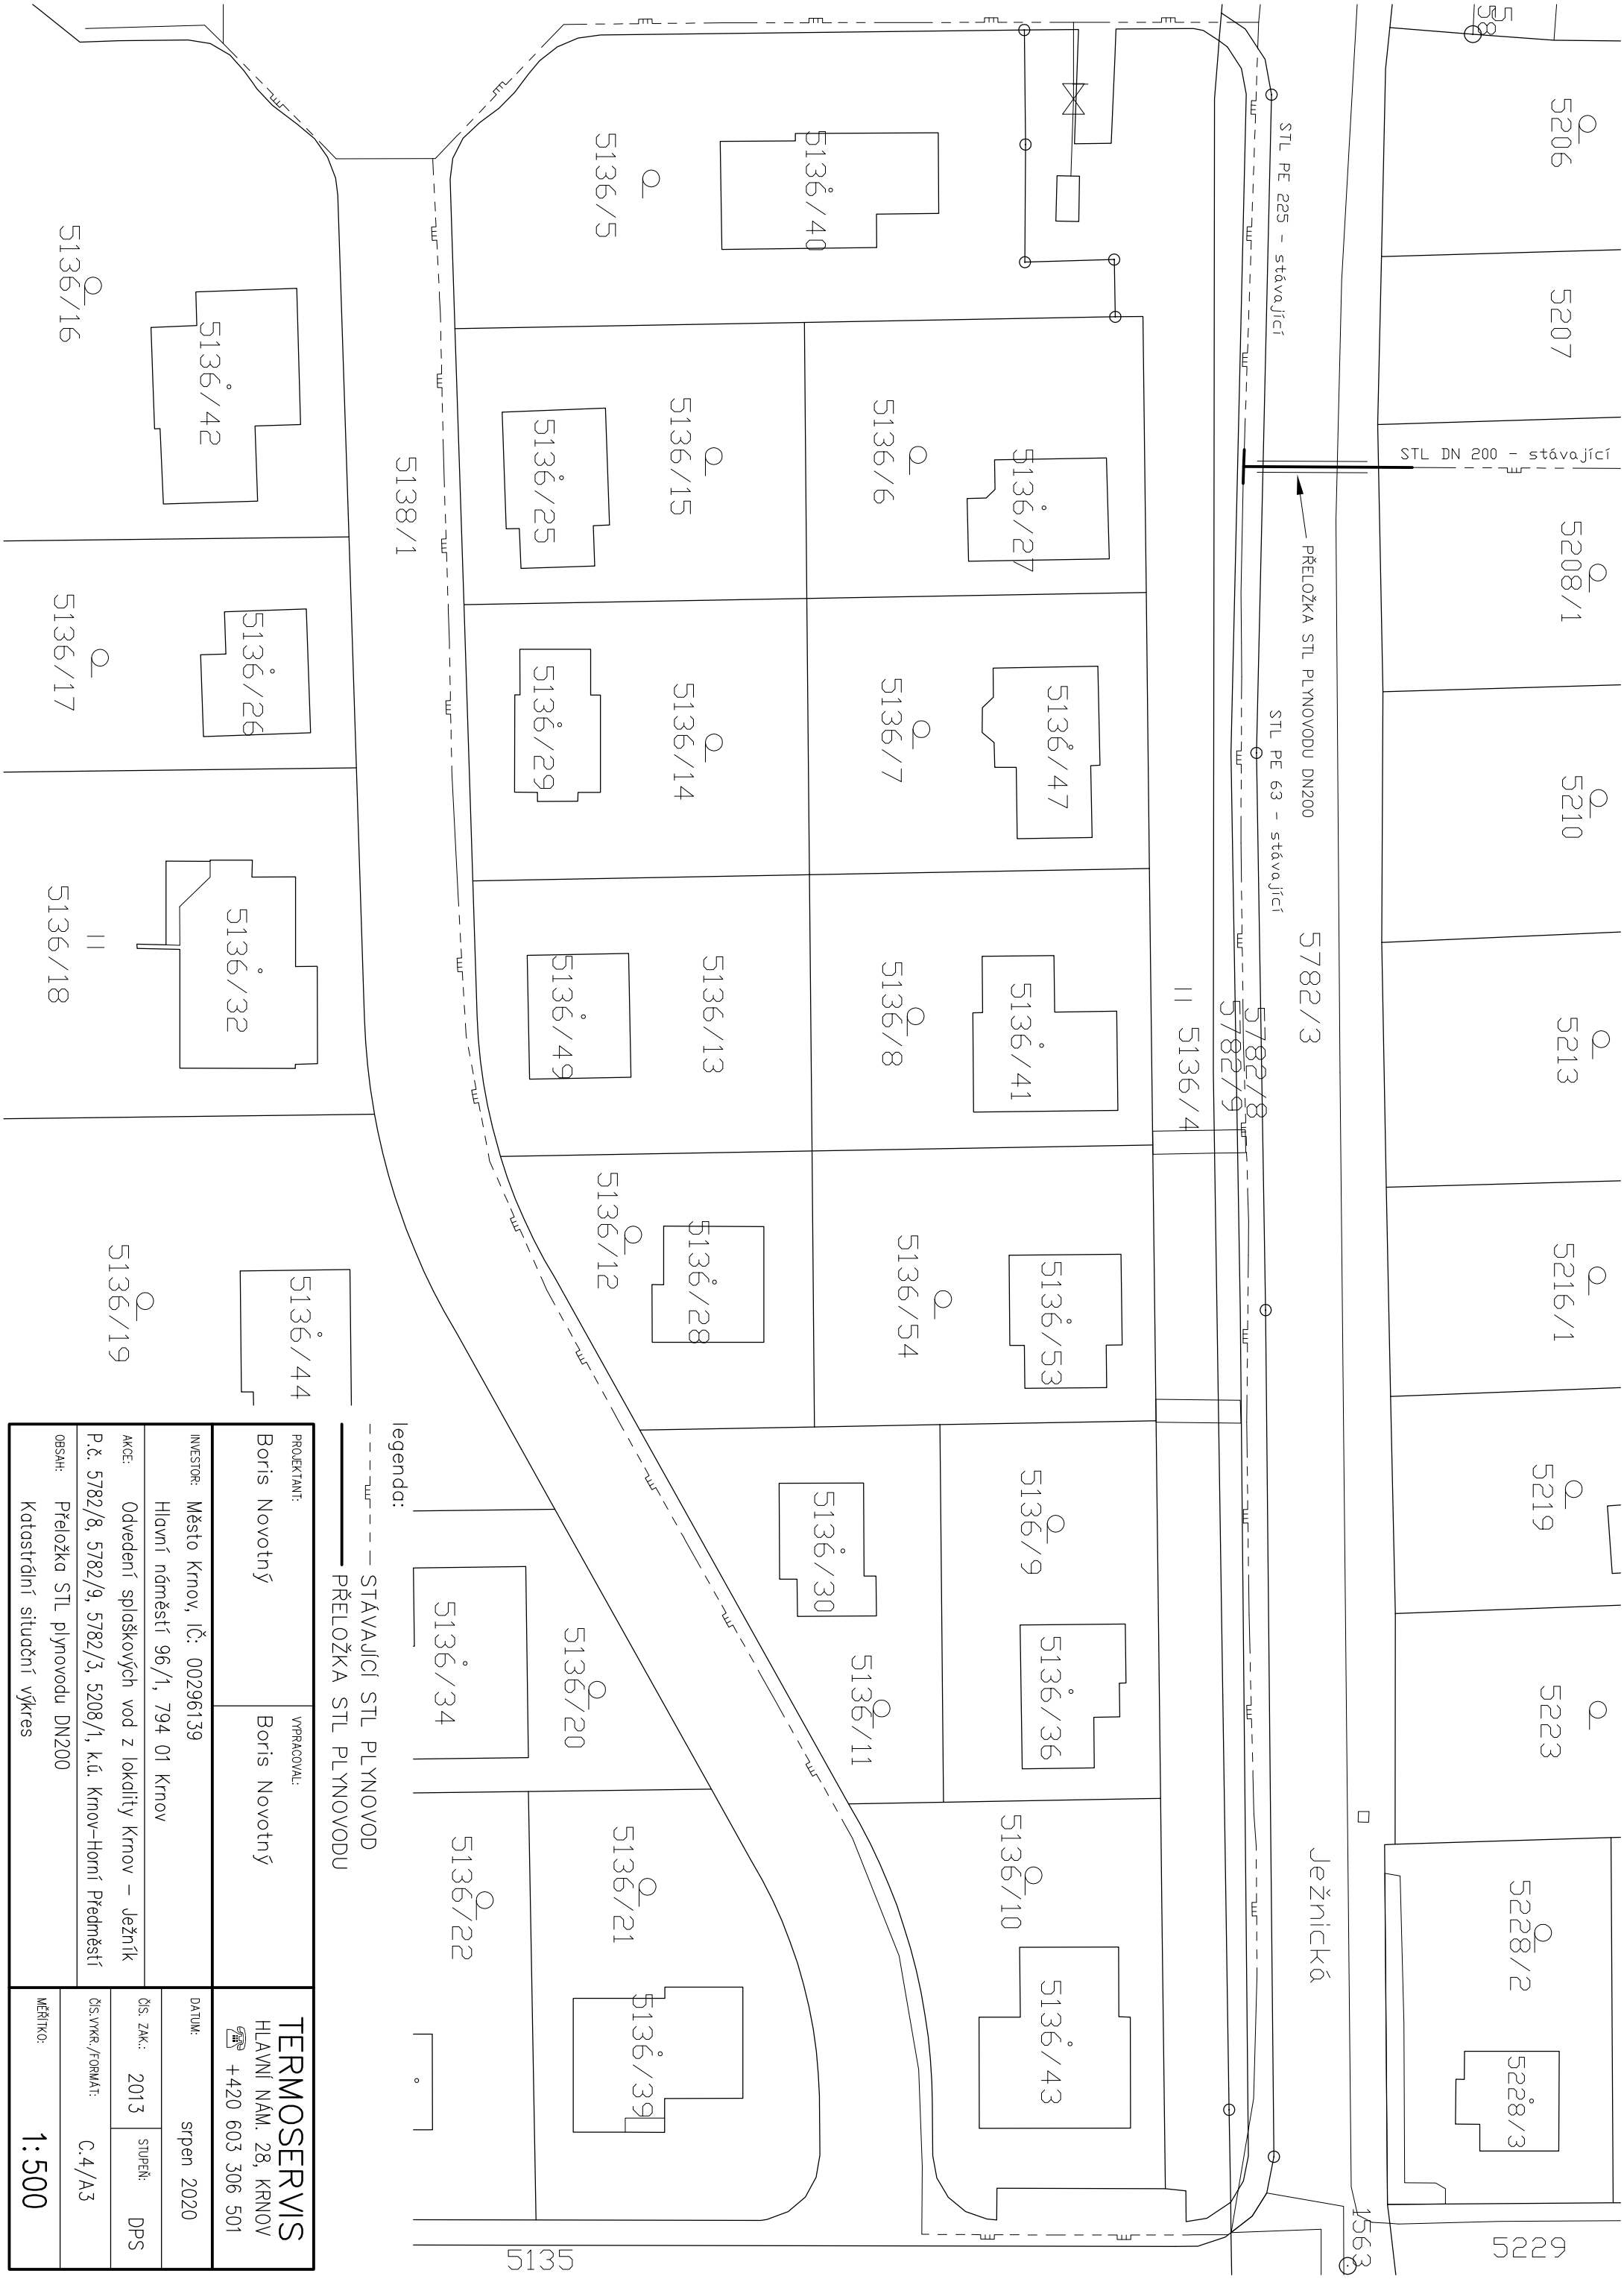 5206
5207
5208/1
5210
5213
5216/1
5219
5223
5228/2
5228/3
5229
58
STL DN 200 - stávající
STL PE 225 - stávající
PŘELOŽKA STL PLYNOVODU DN200
STL PE 63 - stávající
5782/3
Ježnická
1563
5782/8
5782/9
5136/4
5136/40
5136/5
5136/27
5136/6
5136/47
5136/7
5136/41
5136/8
5136/53
5136/54
5136/9
5136/36
5136/10
5136/43
5136/15
5136/25
5136/14
5136/29
5136/13
5136/49
5136/28
5136/12
5136/30
5136/11
5138/1
5136/42
5136/16
5136/26
5136/17
5136/32
5136/18
5136/44
5136/19
5136/20
5136/34
5136/21
5136/39
5136/22
5135
legenda:
STÁVAJÍCÍ STL PLYNOVOD
PŘELOŽKA STL PLYNOVODU
PROJEKTANT:
Boris Novotný
VYPRACOVAL:
Boris Novotný
TERMOSERVIS
HLAVNÍ NÁM. 28, KRNOV
+420 603 306 501
INVESTOR: Město Krnov, IČ: 00296139
Hlavní náměstí 96/1, 794 01 Krnov
AKCE: Odvedení splaškových vod z lokality Krnov – Ježník
P.č. 5782/8, 5782/9, 5782/3, 5208/1, k.ú. Krnov–Horní Předměstí
OBSAH: Přeložka STL plynovodu DN200
Katastrální situační výkres
DATUM: srpen 2020
ČÍS. ZAK.: 2013
STUPEŇ: DPS
ČÍS.VYKR./FORMÁT: C.4/A3
MĚŘÍTKO: 1:500